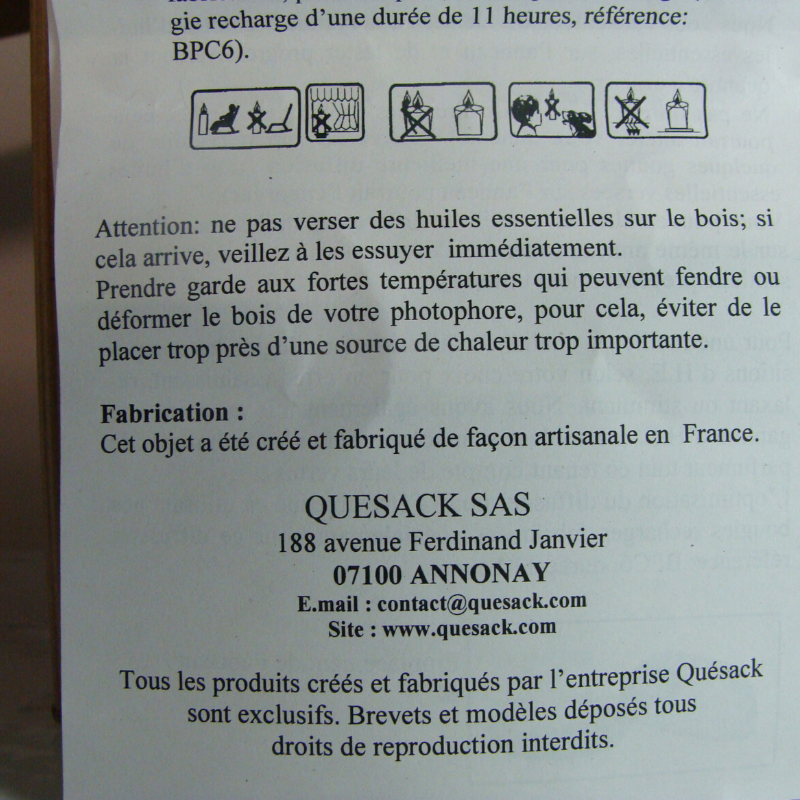 gie recharge d'une durée de 11 heures, référence:
BPC6).
Attention: ne pas verser des huiles essentielles sur le bois; si
cela arrive, veillez à les essuyer immédiatement.
Prendre garde aux fortes températures qui peuvent fendre ou
déformer le bois de votre photophore, pour cela, éviter de le
placer trop près d'une source de chaleur trop importante.
Fabrication :
Cet objet a été créé et fabriqué de façon artisanale en France.
QUESACK SAS
188 avenue Ferdinand Janvier
07100 ANNONAY
E.mail : contact@quesack.com
Site : www.quesack.com
Tous les produits créés et fabriqués par l'entreprise Quésack
sont exclusifs. Brevets et modèles déposés tous
droits de reproduction interdits.